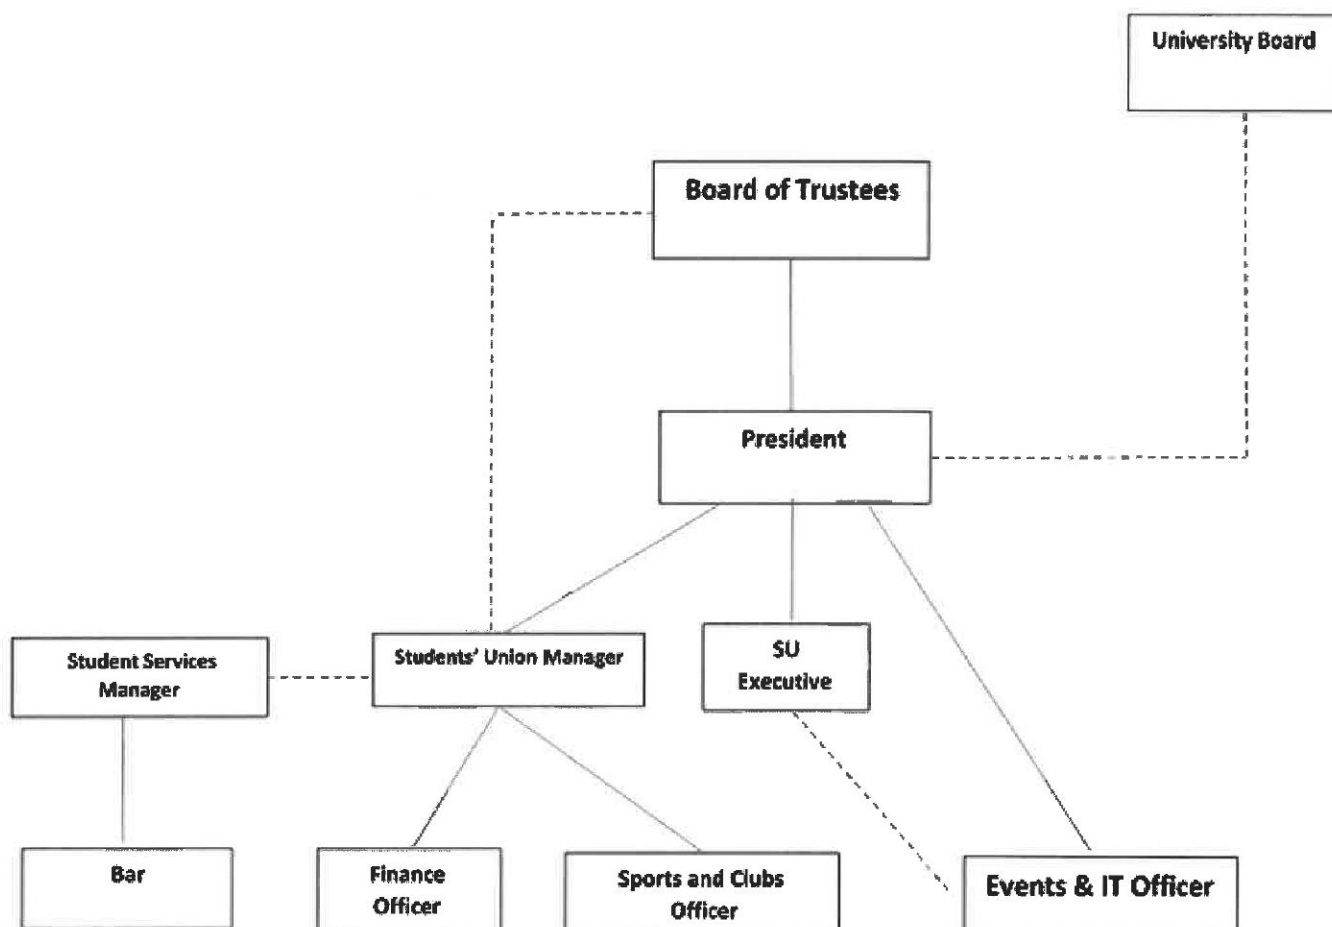 University Board
Board of Trustees
President
Student Services
Manager
Students' Union Manager
SU
Executive
Bar
Finance
Officer
Sports and Clubs
Officer
Events & IT Officer